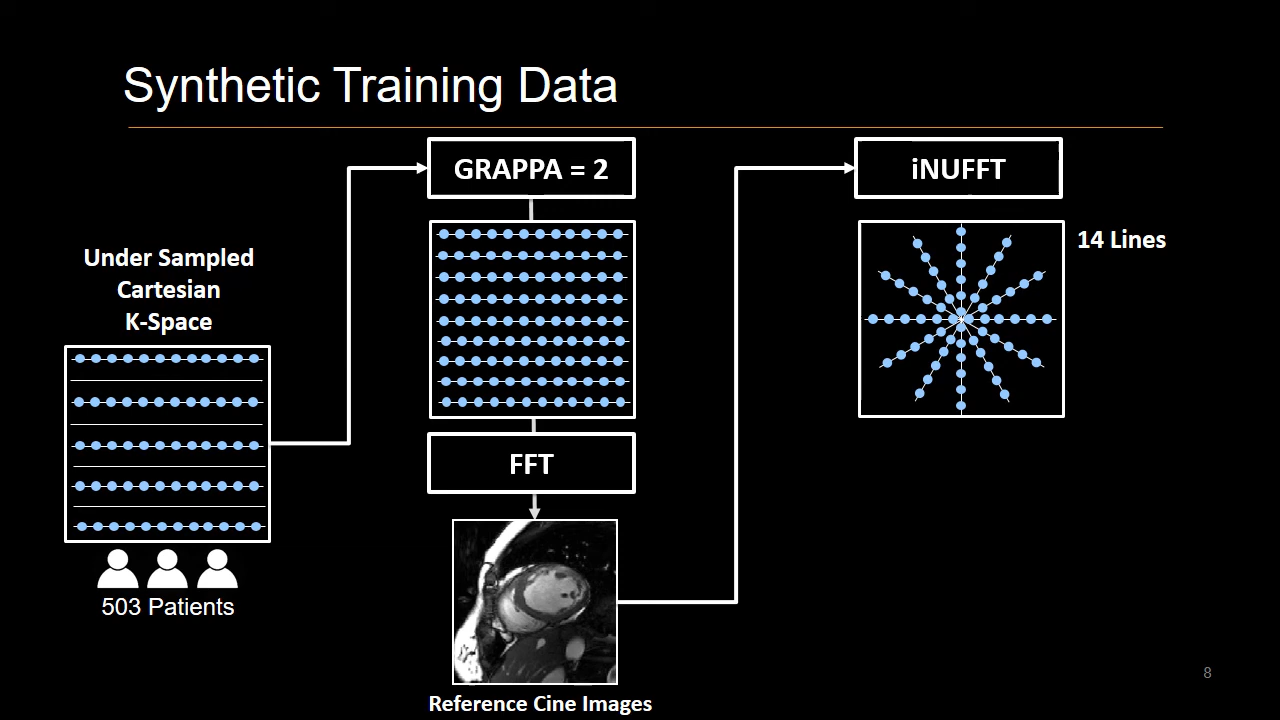 Synthetic Training Data
Under Sampled
Cartesian
K-Space
503 Patients
GRAPPA = 2
FFT
Reference Cine Images
iNUFFT
14 Lines
8